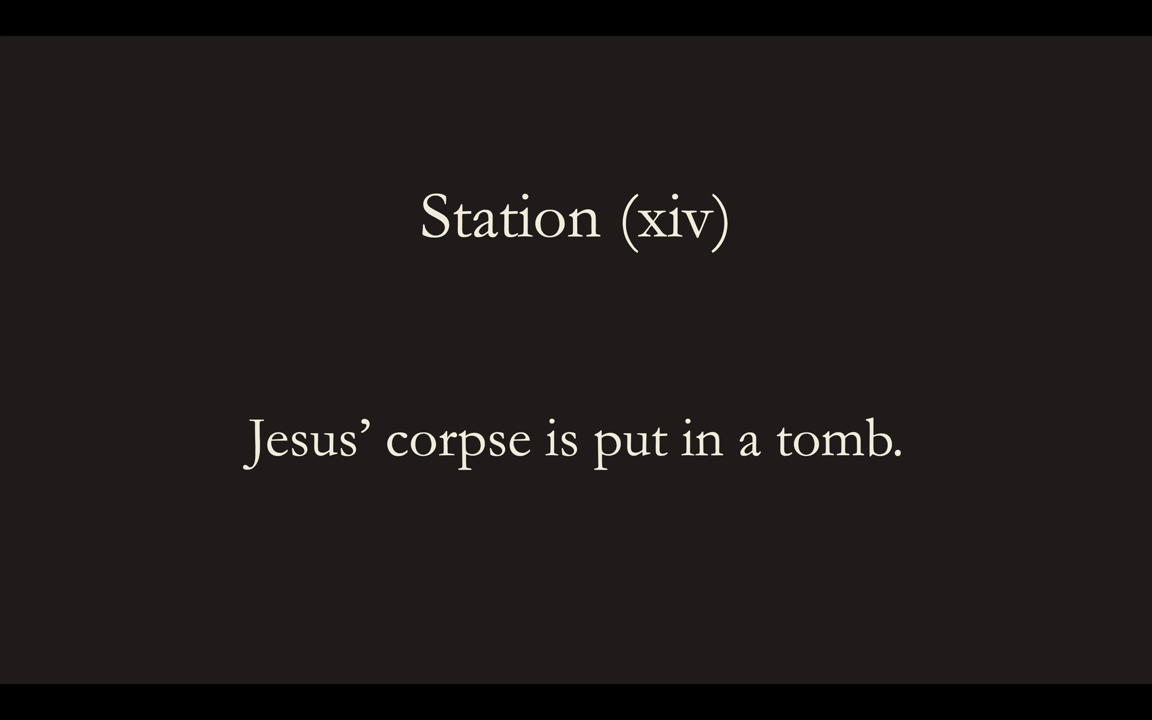 Station (xiv)
Jesus’ corpse is put in a tomb.